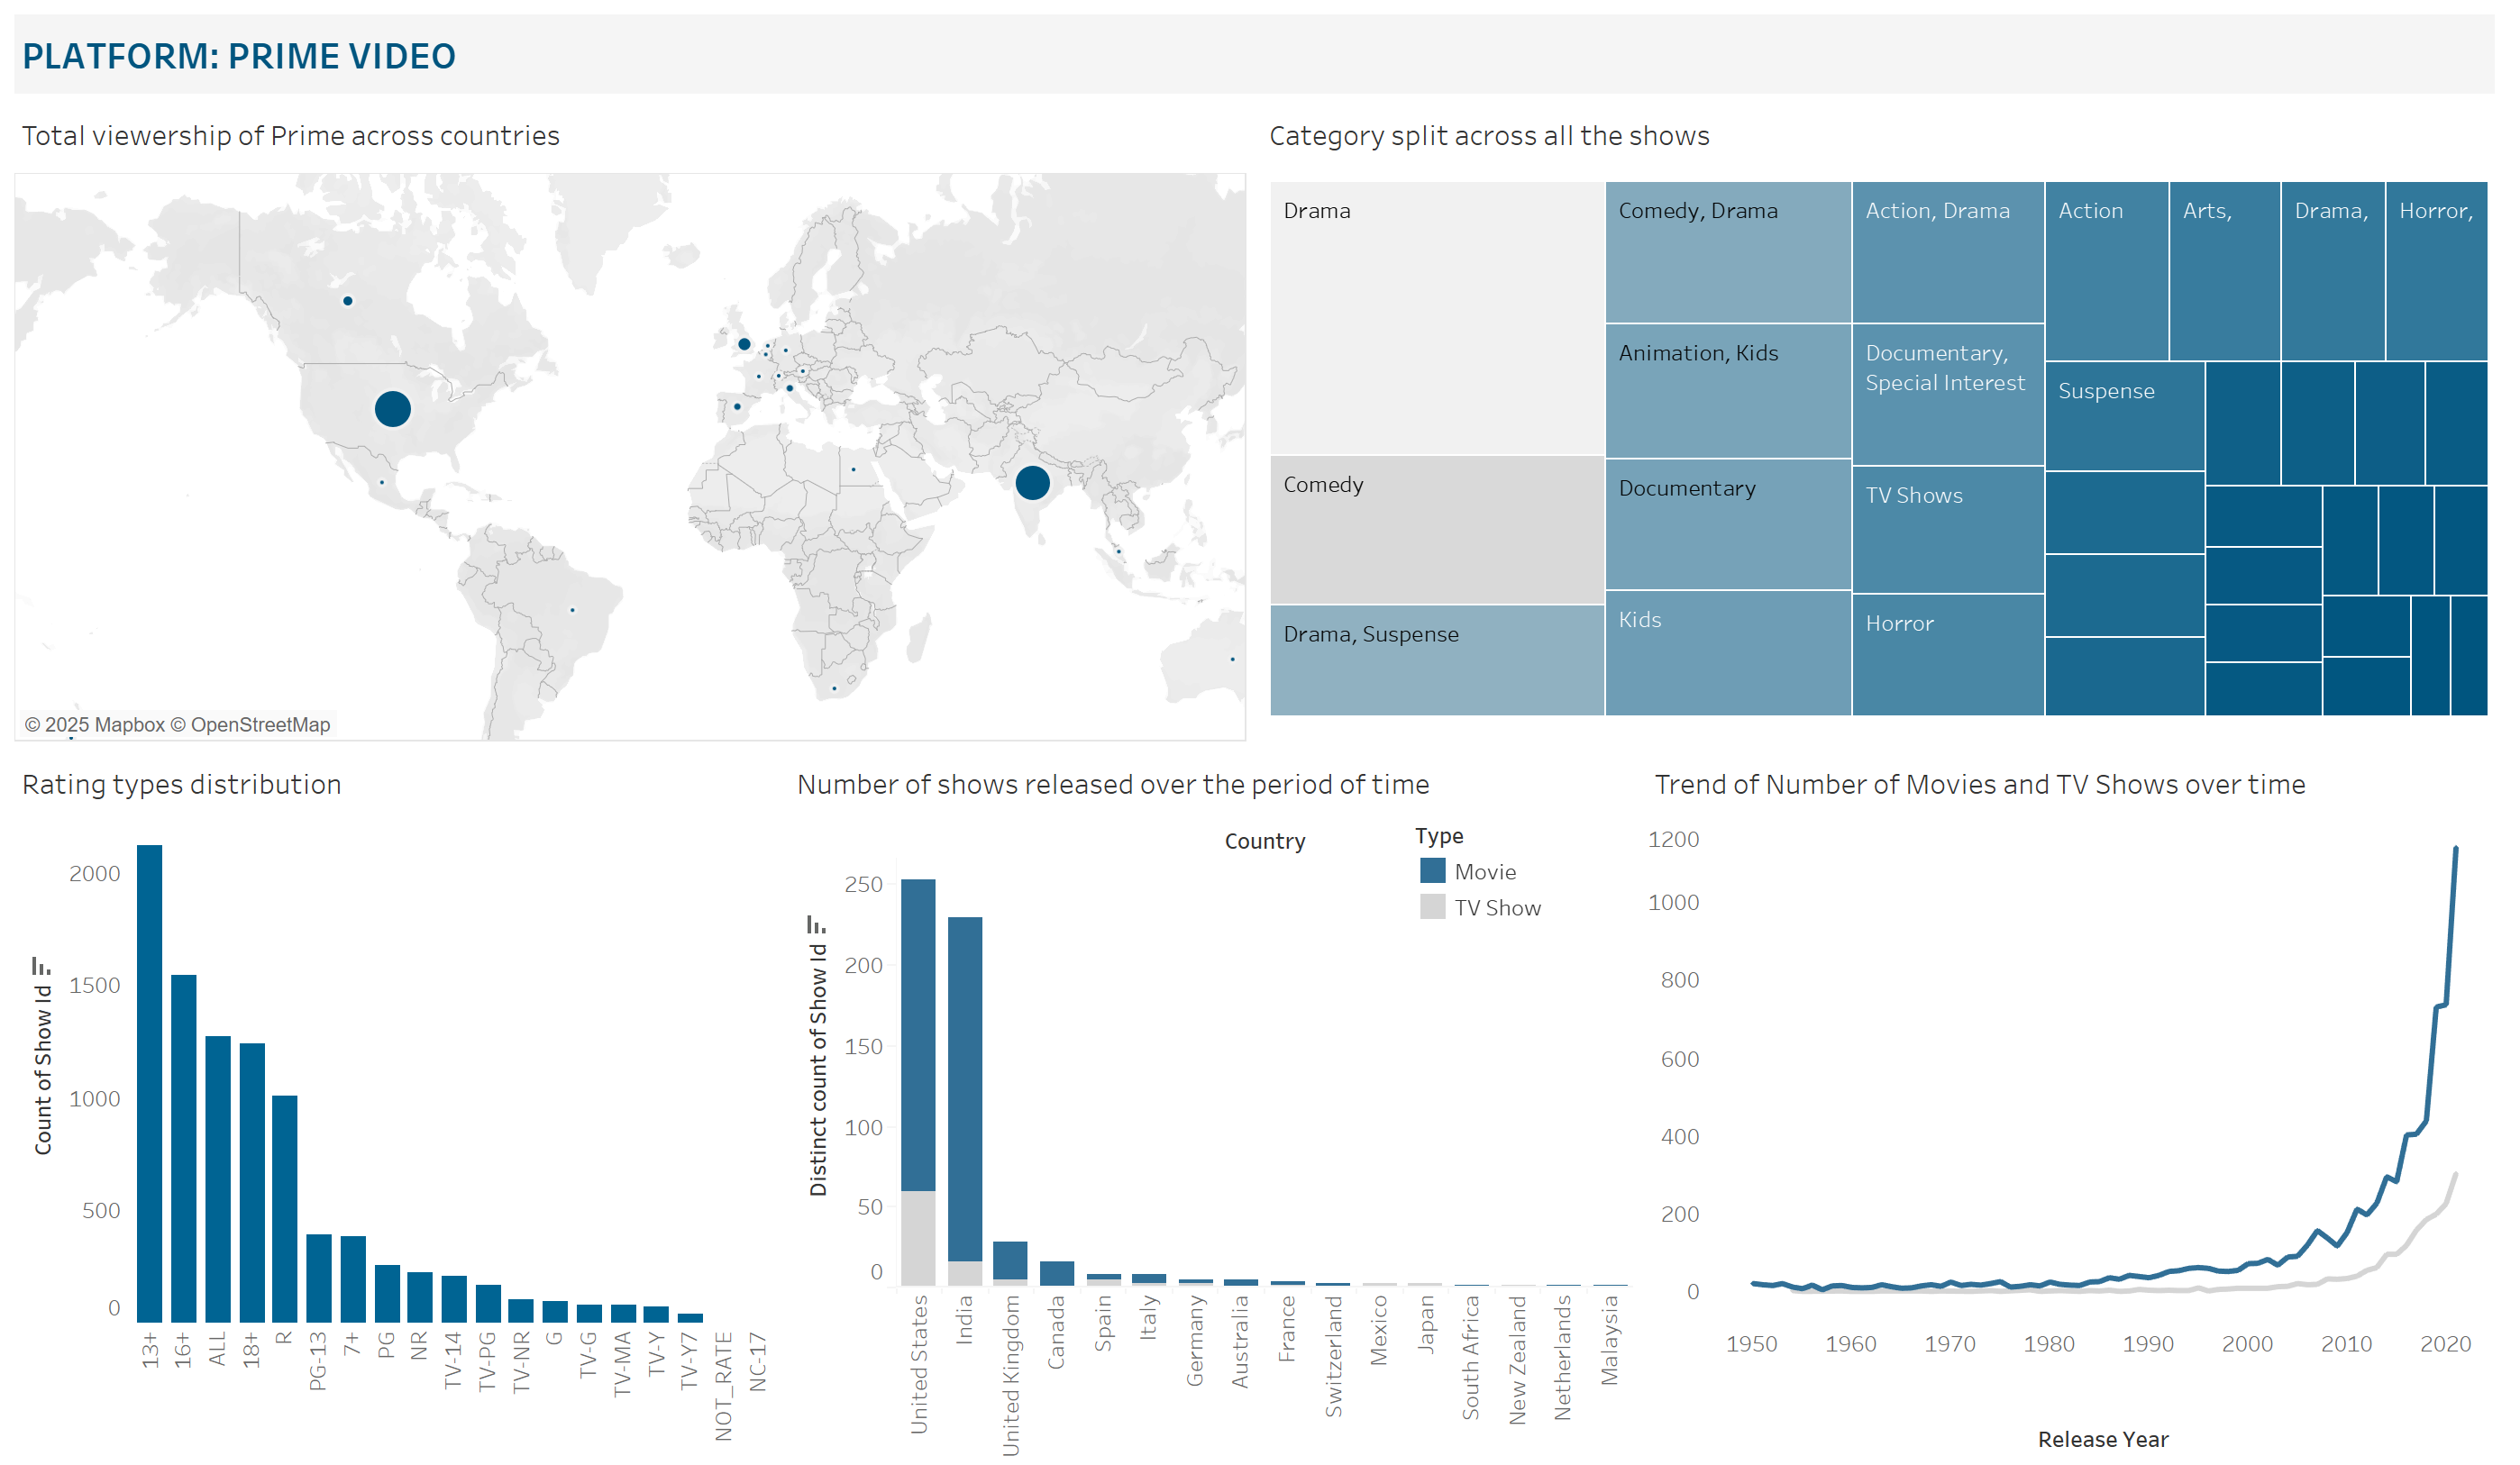 PLATFORM: PRIME VIDEO
Total viewership of Prime across countries
© 2025 Mapbox © OpenStreetMap
Category split across all the shows
Drama
Comedy
Drama, Suspense
Comedy, Drama
Animation, Kids
Documentary
Kids
Action, Drama
Documentary,
Special Interest
TV Shows
Horror
Action
Arts,
Drama,
Horror,
Suspense
Rating types distribution
Count of Show Id
2000
1500
1000
500
0
13+
16+
ALL
18+
R
PG-13
7+
PG
NR
TV-14
TV-PG
TV-NR
G
TV-G
TV-MA
TV-Y
TV-Y7
NOT_RATE
NC-17
Number of shows released over the period of time
Country
Type
Movie
TV Show
Distinct count of Show Id
250
200
150
100
50
0
United States
India
United Kingdom
Canada
Spain
Italy
Germany
Australia
France
Switzerland
Mexico
Japan
South Africa
New Zealand
Netherlands
Malaysia
Trend of Number of Movies and TV Shows over time
1200
1000
800
600
400
200
0
1950
1960
1970
1980
1990
2000
2010
2020
Release Year